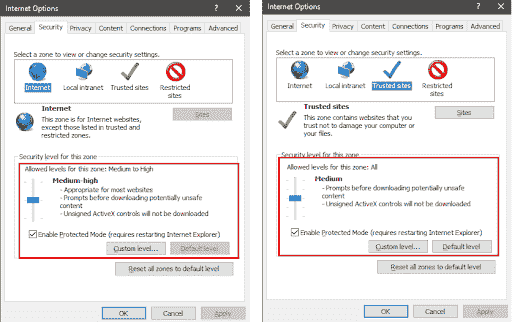 Internet Options
General Security Privacy Content Connections Programs Advanced
Select a zone to view or change security settings.
Internet Local intranet Trusted sites Restricted sites
Internet
This zone is for Internet websites,
except those listed in trusted and
restricted zones.
Sites
Security level for this zone
Allowed levels for this zone: Medium to High
Medium-high
- Appropriate for most websites
- Prompts before downloading potentially unsafe
content
- Unsigned ActiveX controls will not be downloaded
Enable Protected Mode (requires restarting Internet Explorer)
Custom level... Default level
Reset all zones to default level
OK Cancel Apply
Internet Options
General Security Privacy Content Connections Programs Advanced
Select a zone to view or change security settings.
Internet Local intranet Trusted sites Restricted sites
Trusted sites
This zone contains websites that you
trust not to damage your computer or
your files.
Sites
Security level for this zone
Allowed levels for this zone: All
Medium
- Prompts before downloading potentially unsafe
content
- Unsigned ActiveX controls will not be downloaded
Enable Protected Mode (requires restarting Internet Explorer)
Custom level... Default level
Reset all zones to default level
OK Cancel Apply